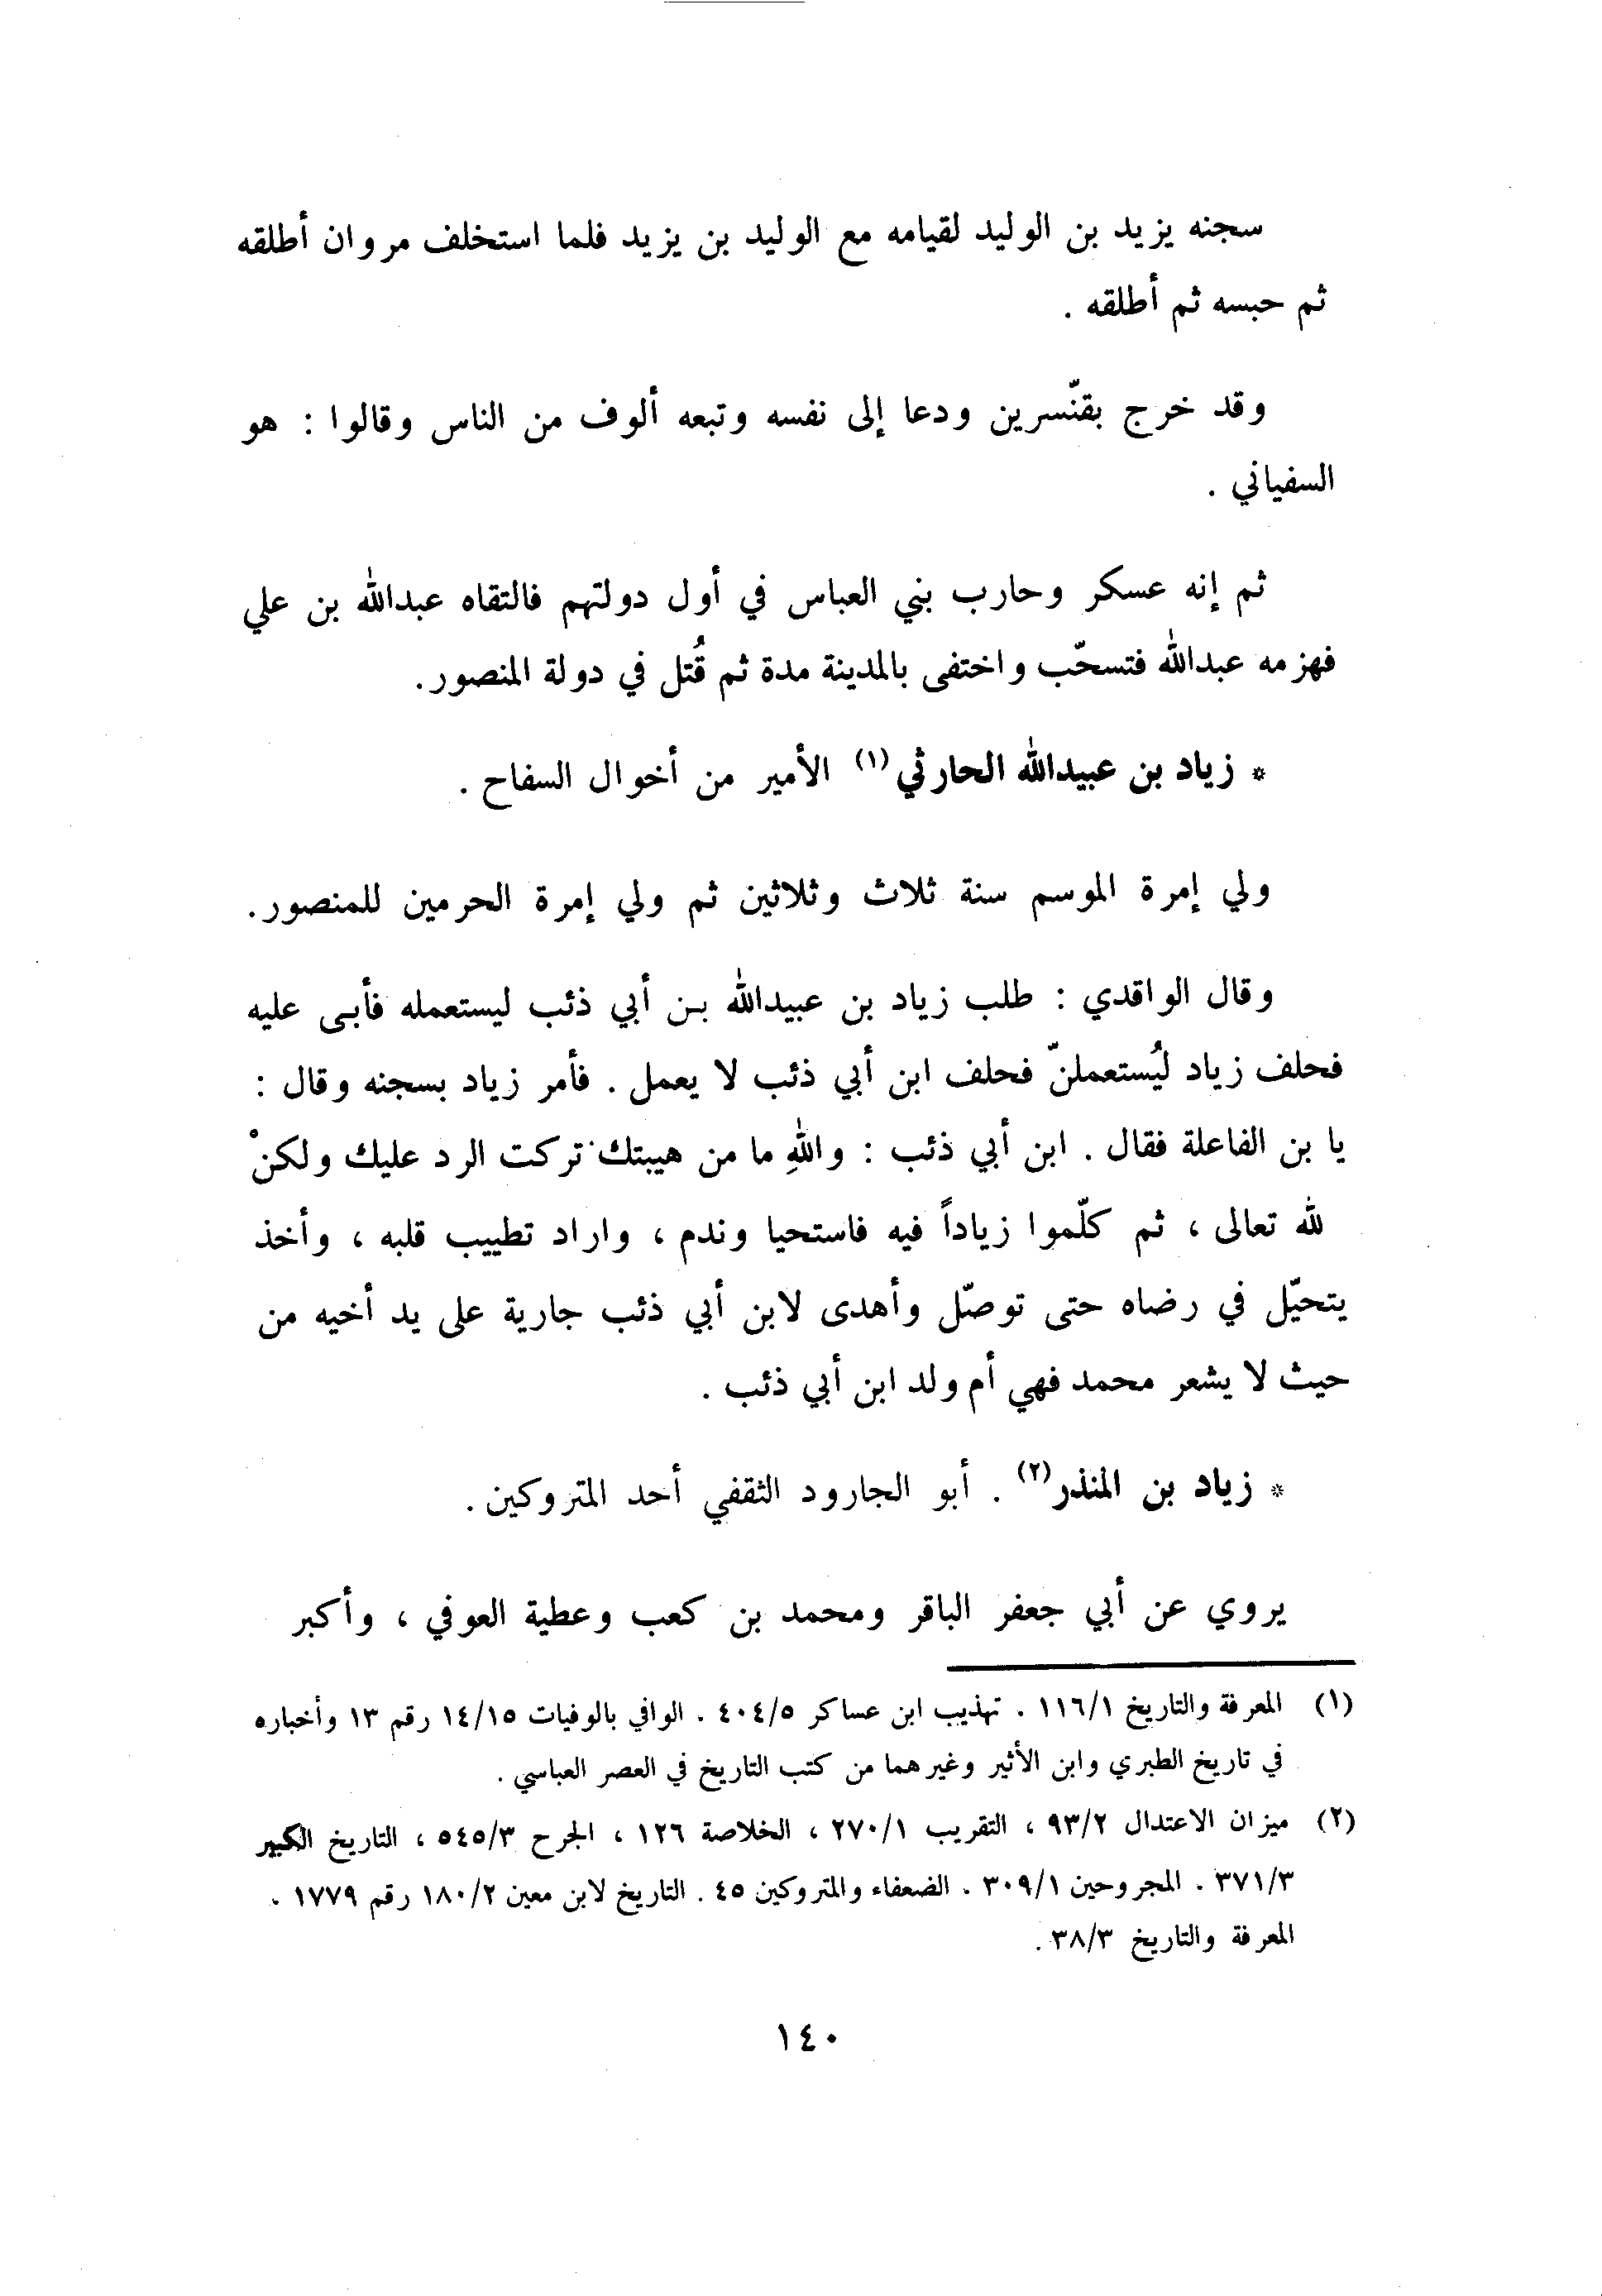 سجنه يزيد بن الوليد لقيامه مع الوليد بن يزيد فلما استخلف مروان أطلقه
ثم حبسه ثم أطلقه .
وقد خرج بقنّسرين ودعا إلى نفسه وتبعه ألوف من الناس وقالوا : هو
السفياني .
ثم إنه عسكر وحارب بني العباس في أول دولتهم فالتقاه عبدالله بن علي
فهزمه عبدالله فتسحّب واختفى بالمدينة مدة ثم قُتل في دولة المنصور.
* زياد بن عبيدالله الحارثي(١) الأمير من أخوال السفاح .
ولي إمرة الموسم سنة ثلاث وثلاثين ثم ولي إمرة الحرمين للمنصور.
وقال الواقدي : طلب زياد بن عبيدالله بـن أبي ذئب ليستعمله فأبـى عليه
فحلف زياد ليُستعملنّ فحلف ابن أبي ذئب لا يعمل . فأمر زياد بسجنه وقال :
يا بن الفاعلة فقال . ابن أبي ذئب : واللهِ ما من هيبتك تركت الرد عليك ولكنْ
لله تعالى ، ثم كلّموا زياداً فيه فاستحيا وندم ، واراد تطييب قلبه ، وأخذ
يتحيّل في رضاه حتى توصّل وأهدى لابن أبي ذئب جارية على يد أخيه من
حيث لا يشعر محمد فهي أم ولد ابن أبي ذئب .
* زياد بن المنذر(٢) . أبو الجارود الثقفي أحد المتروكين .
يروي عن أبي جعفر الباقر ومحمد بن كعب وعطية العوفي ، وأكبر
(١) المعرفة والتاريخ ١١٦/١ . تهذيب ابن عساكر ٤٠٤/٥ . الوافي بالوفيات ١٤/١٥ رقم ١٣ وأخباره
في تاريخ الطبري وابن الأثير وغيرهما من كتب التاريخ في العصر العباسي .
(٢) ميزان الاعتدال ٩٣/٢ ، التقريب ٢٧٠/١ ، الخلاصة ١٢٦ ، الجرح ٥٤٥/٣ ، التاريخ الكبير
٣٧١/٣ . المجروحين ٣٠٩/١ . الضعفاء والمتروكين ٤٥ . التاريخ لابن معين ١٨٠/٢ رقم ١٧٧٩ .
المعرفة والتاريخ ٣٨/٣ .
١٤٠